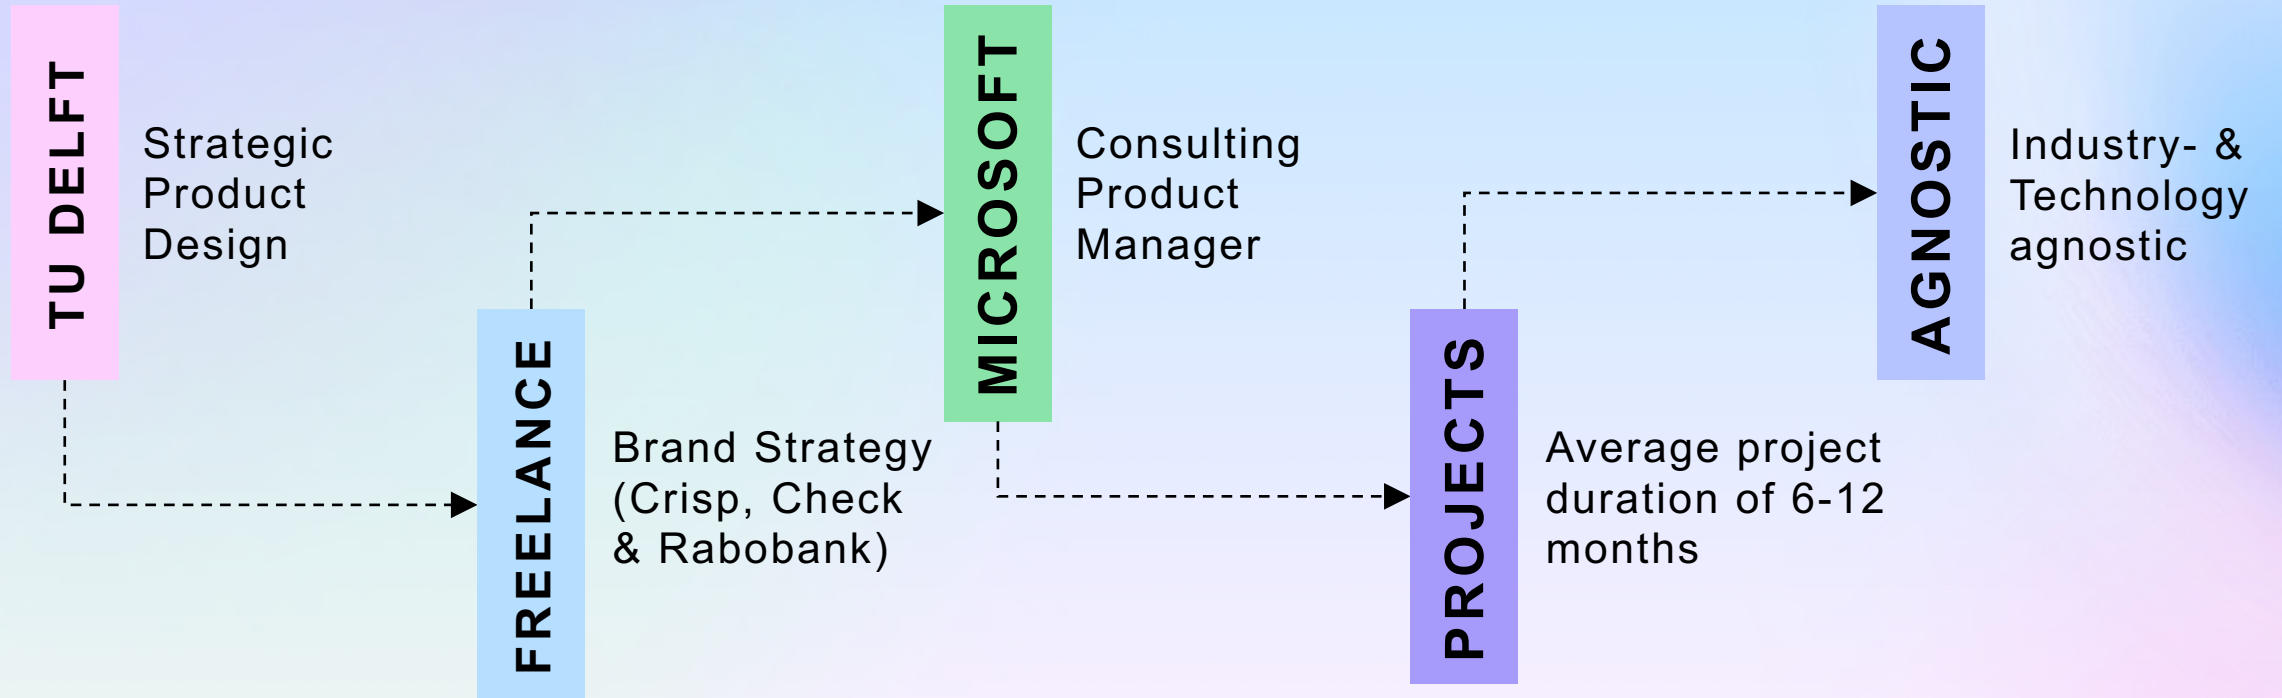 TU DELFT
Strategic
Product
Design
FREELANCE
Brand Strategy
(Crisp, Check
& Rabobank)
MICROSOFT
Consulting
Product
Manager
PROJECTS
Average project
duration of 6-12
months
AGNOSTIC
Industry- &
Technology
agnostic